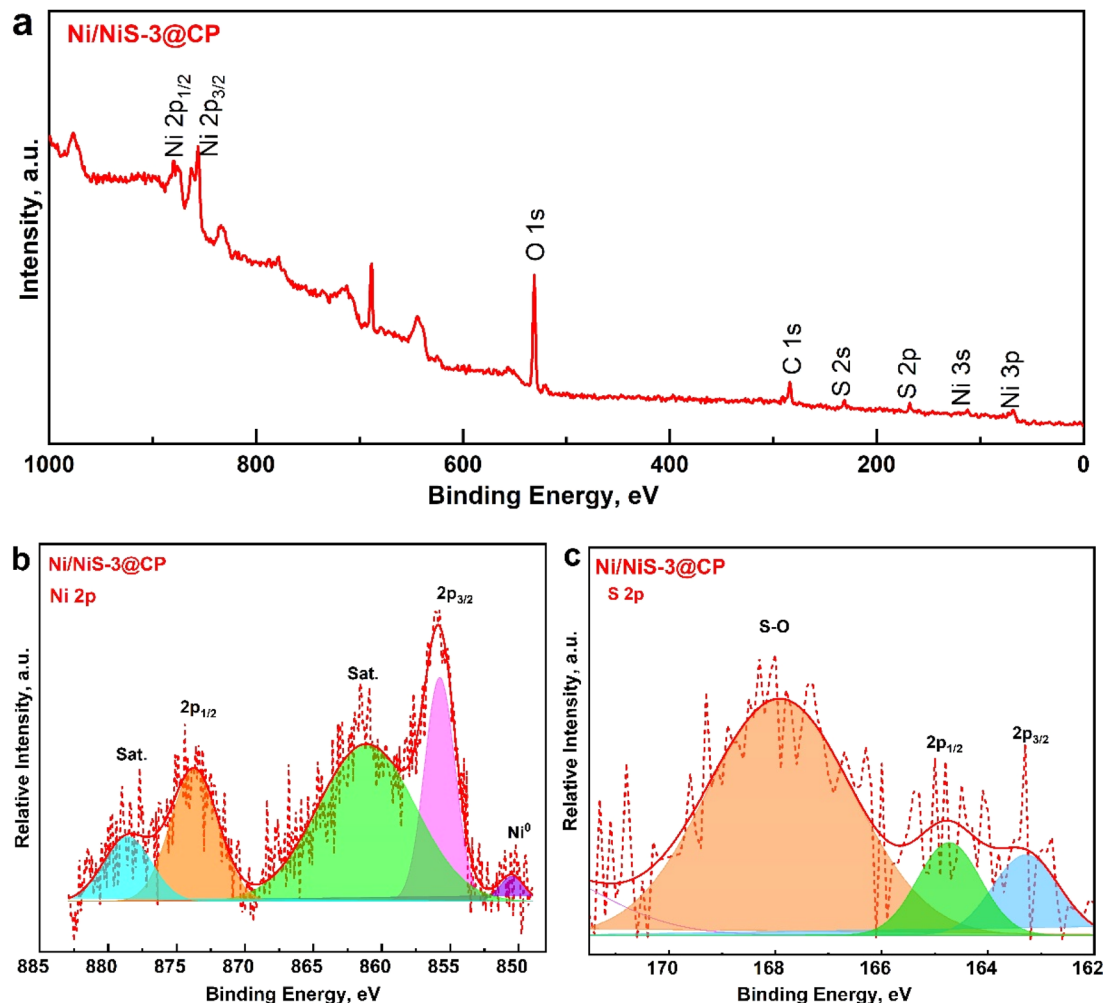 a
Ni/NiS-3@CP
Ni 2p1/2
Ni 2p3/2
O 1s
C 1s
S 2s
S 2p
Ni 3s
Ni 3p
Intensity, a.u.
1000 800 600 400 200 0
Binding Energy, eV
b
Ni/NiS-3@CP
Ni 2p
Sat.
2p1/2
Sat.
2p3/2
Ni0
Relative Intensity, a.u.
885 880 875 870 865 860 855 850
Binding Energy, eV
c
Ni/NiS-3@CP
S 2p
S-O
2p1/2
2p3/2
Relative Intensity, a.u.
170 168 166 164 162
Binding Energy, eV